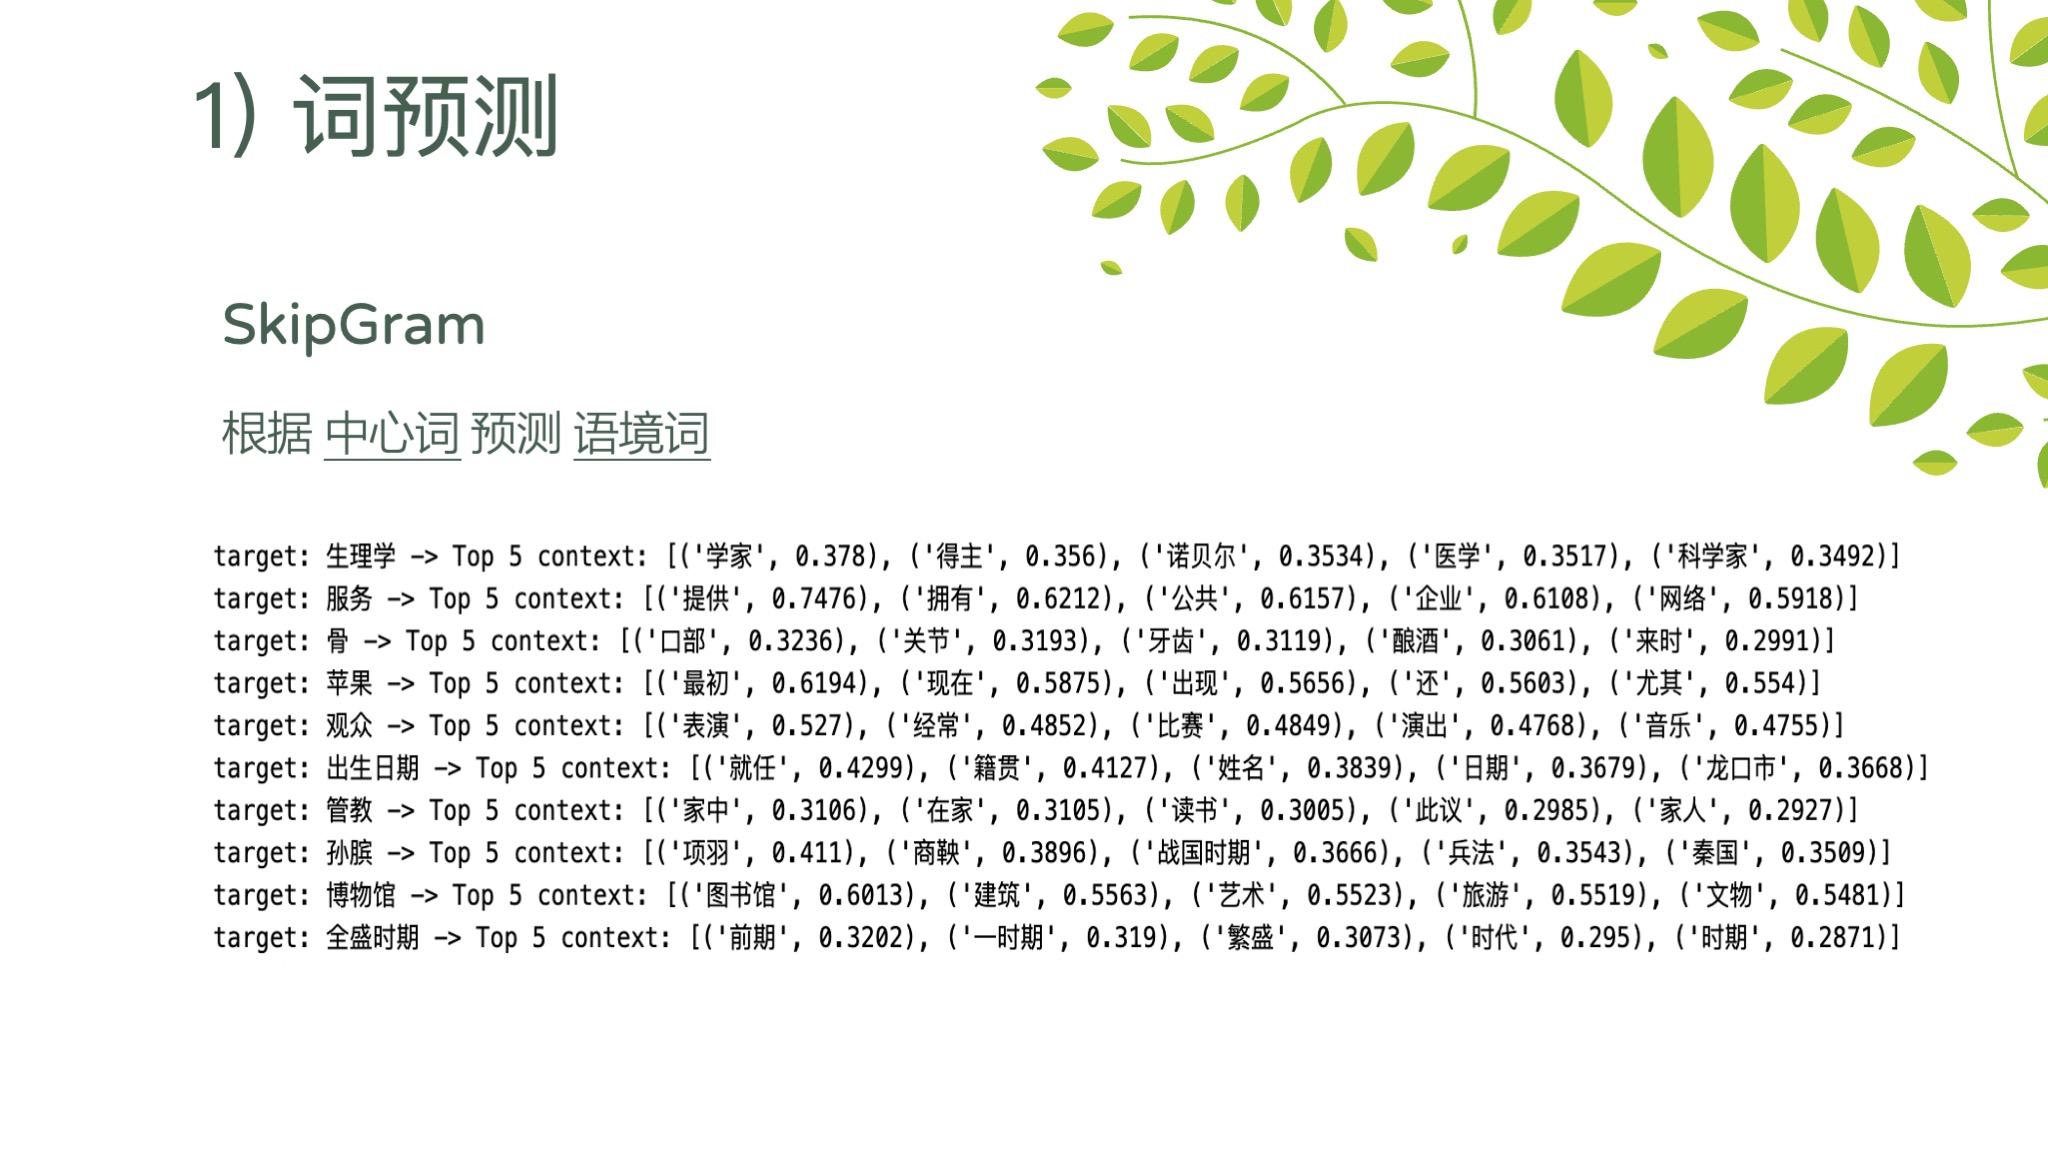 1) 词预测
SkipGram
根据 中心词 预测 语境词
target: 生理学 -> Top 5 context: [('学家', 0.378), ('得主', 0.356), ('诺贝尔', 0.3534), ('医学', 0.3517), ('科学家', 0.3492)]
target: 服务 -> Top 5 context: [('提供', 0.7476), ('拥有', 0.6212), ('公共', 0.6157), ('企业', 0.6108), ('网络', 0.5918)]
target: 骨 -> Top 5 context: [('口部', 0.3236), ('关节', 0.3193), ('牙齿', 0.3119), ('酿酒', 0.3061), ('来时', 0.2991)]
target: 苹果 -> Top 5 context: [('最初', 0.6194), ('现在', 0.5875), ('出现', 0.5656), ('还', 0.5603), ('尤其', 0.554)]
target: 观众 -> Top 5 context: [('表演', 0.527), ('经常', 0.4852), ('比赛', 0.4849), ('演出', 0.4768), ('音乐', 0.4755)]
target: 出生日期 -> Top 5 context: [('就任', 0.4299), ('籍贯', 0.4127), ('姓名', 0.3839), ('日期', 0.3679), ('龙口市', 0.3668)]
target: 管教 -> Top 5 context: [('家中', 0.3106), ('在家', 0.3105), ('读书', 0.3005), ('此议', 0.2985), ('家人', 0.2927)]
target: 孙膑 -> Top 5 context: [('项羽', 0.411), ('商鞅', 0.3896), ('战国时期', 0.3666), ('兵法', 0.3543), ('秦国', 0.3509)]
target: 博物馆 -> Top 5 context: [('图书馆', 0.6013), ('建筑', 0.5563), ('艺术', 0.5523), ('旅游', 0.5519), ('文物', 0.5481)]
target: 全盛时期 -> Top 5 context: [('前期', 0.3202), ('一时期', 0.319), ('繁盛', 0.3073), ('时代', 0.295), ('时期', 0.2871)]